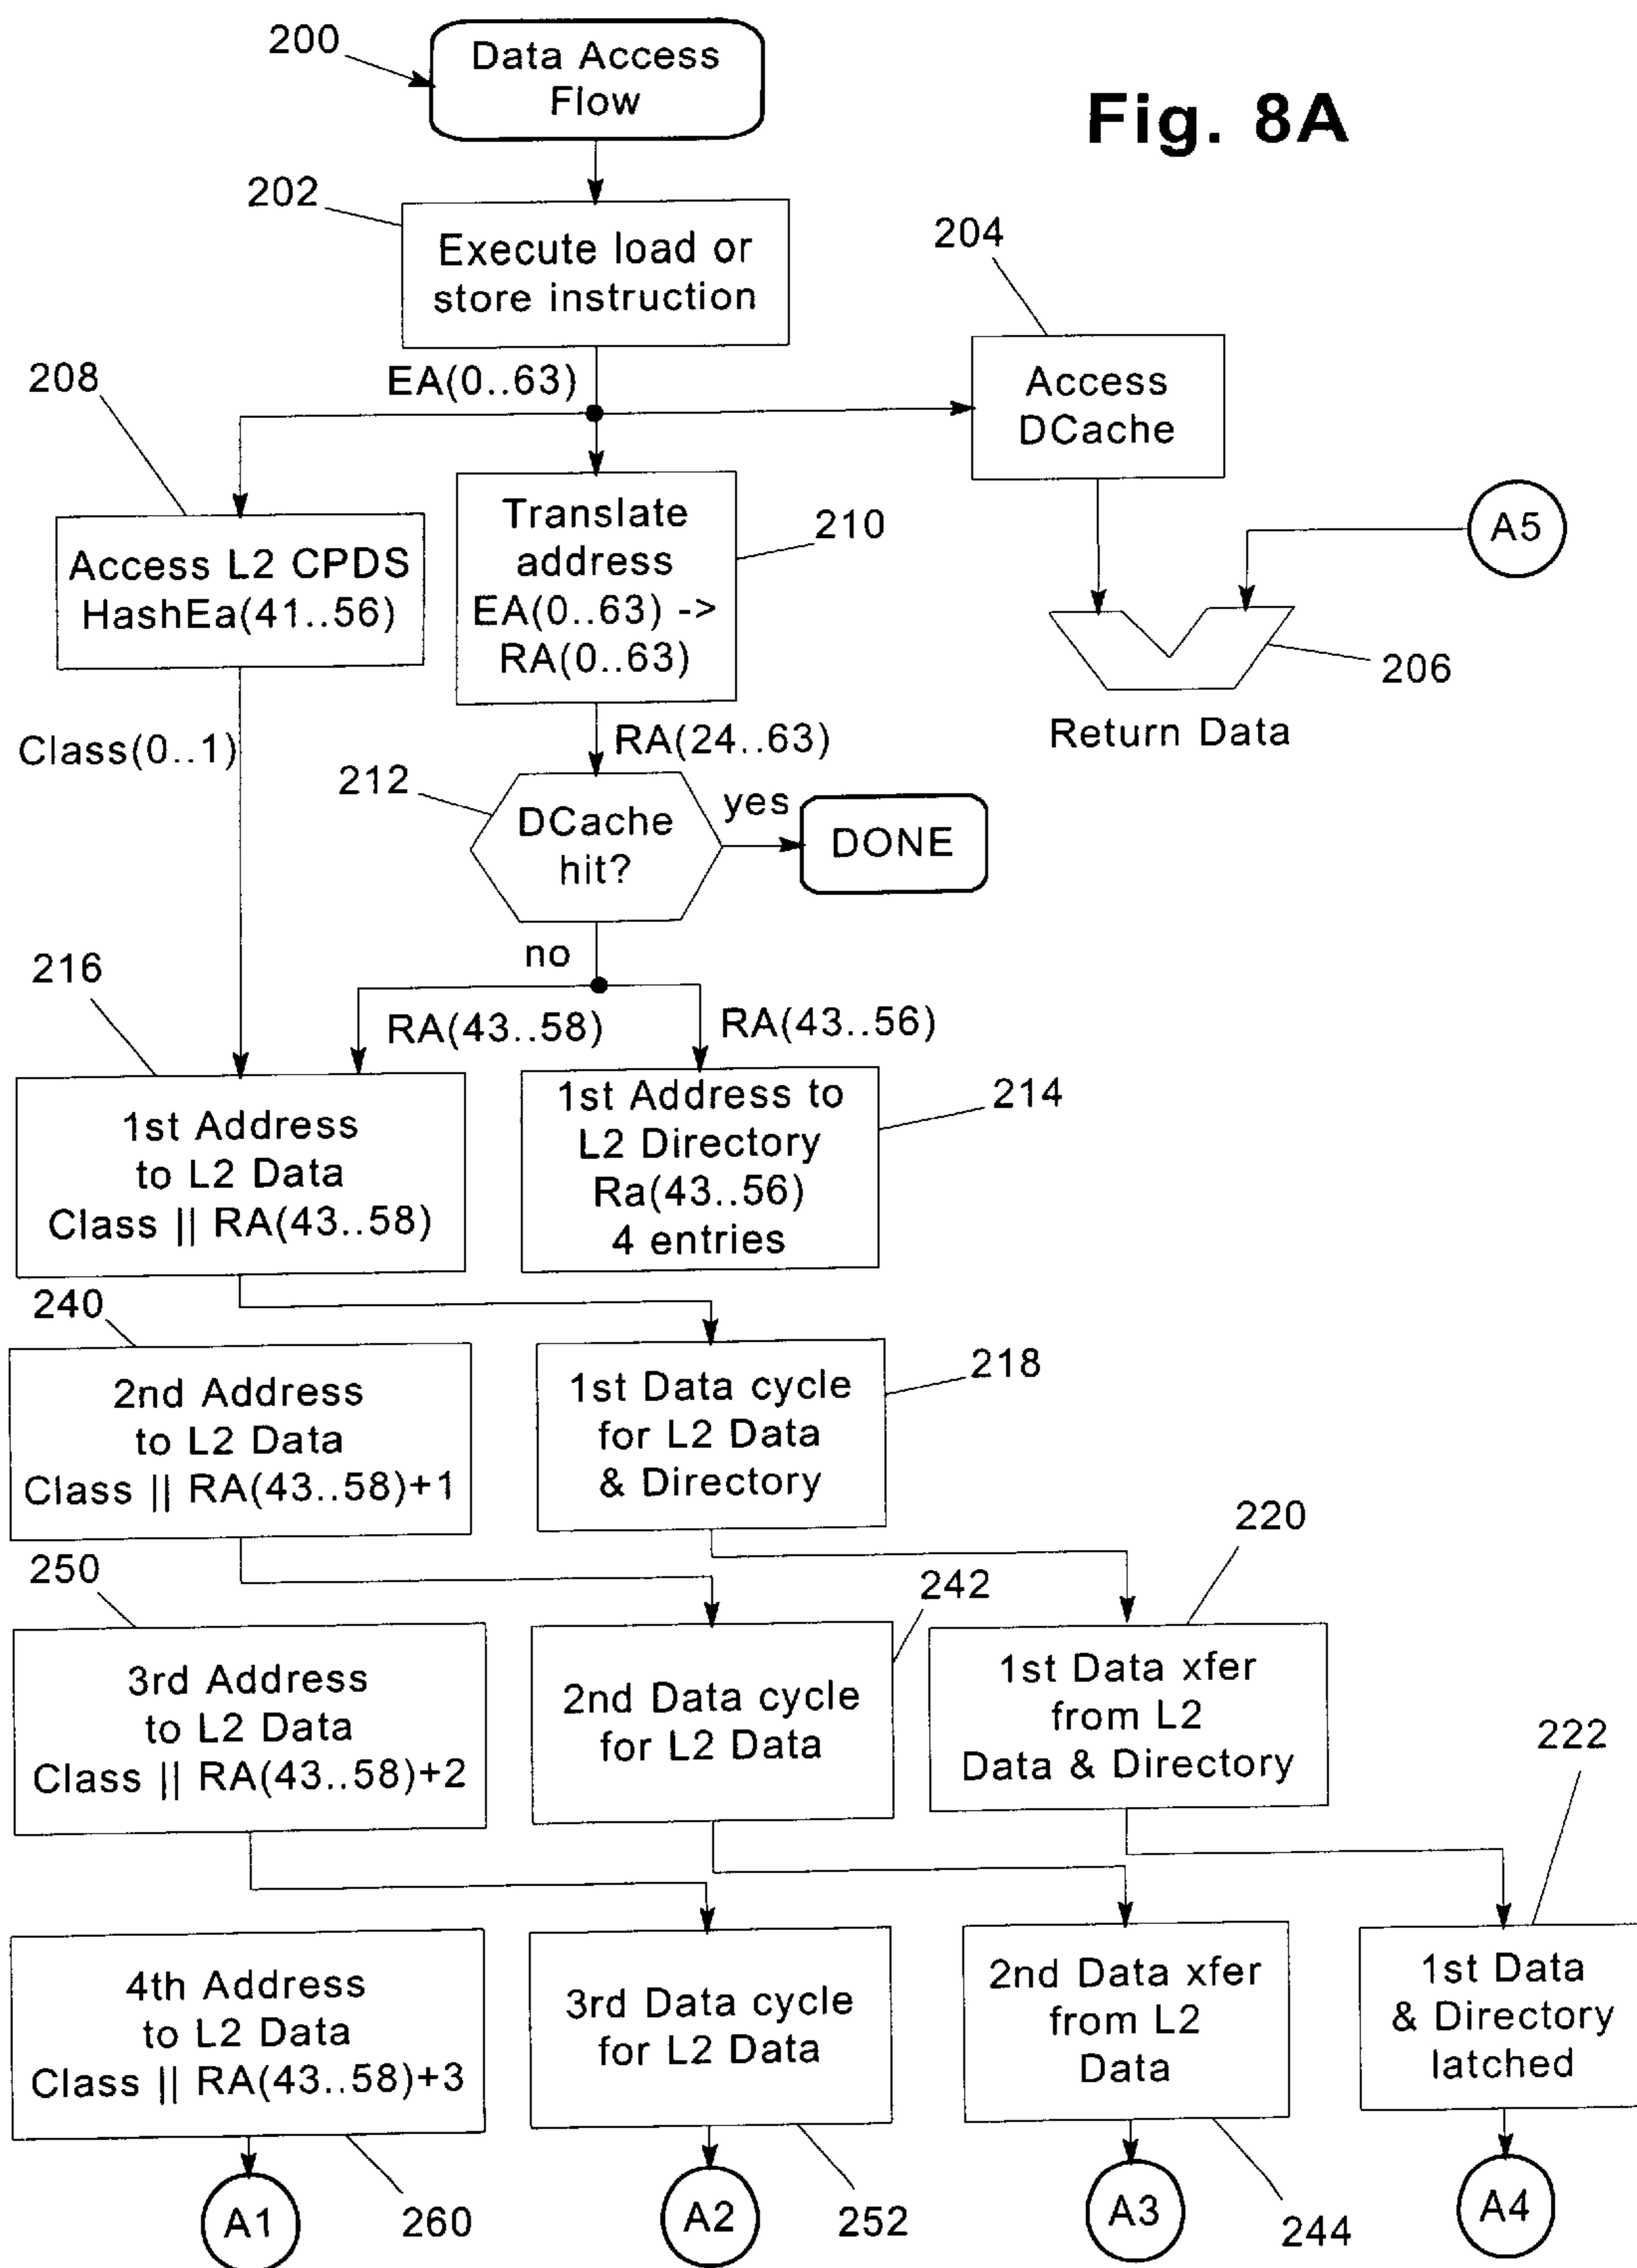 Fig. 8A
200
Data Access
Flow
202
Execute load or
store instruction
204
Access
DCache
EA(0..63)
208
Access L2 CPDS
HashEa(41..56)
Translate
address
EA(0..63) ->
RA(0..63)
210
A5
206
Return Data
Class(0..1)
RA(24..63)
212
DCache
hit?
yes
DONE
no
216
RA(43..58)
RA(43..56)
1st Address
to L2 Data
Class || RA(43..58)
1st Address to
L2 Directory
Ra(43..56)
4 entries
214
240
2nd Address
to L2 Data
Class || RA(43..58)+1
1st Data cycle
for L2 Data
& Directory
218
250
3rd Address
to L2 Data
Class || RA(43..58)+2
242
2nd Data cycle
for L2 Data
220
1st Data xfer
from L2
Data & Directory
222
4th Address
to L2 Data
Class || RA(43..58)+3
3rd Data cycle
for L2 Data
2nd Data xfer
from L2
Data
1st Data
& Directory
latched
A1
260
A2
252
A3
244
A4